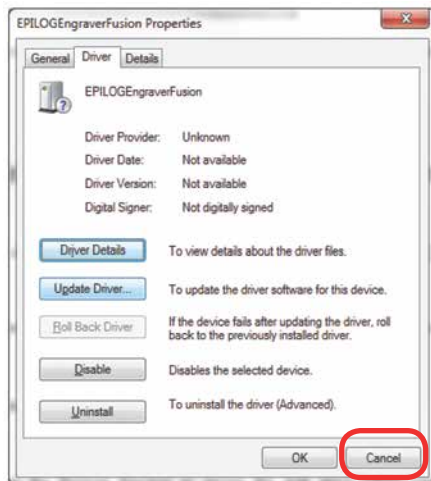 EPILOGEngraverFusion Properties
General Driver Details
EPILOGEngraverFusion
Driver Provider: Unknown
Driver Date: Not available
Driver Version: Not available
Digital Signer: Not digitally signed
Driver Details To view details about the driver files.
Update Driver... To update the driver software for this device.
Roll Back Driver If the device fails after updating the driver, roll
back to the previously installed driver.
Disable Disables the selected device.
Uninstall To uninstall the driver (Advanced).
OK Cancel